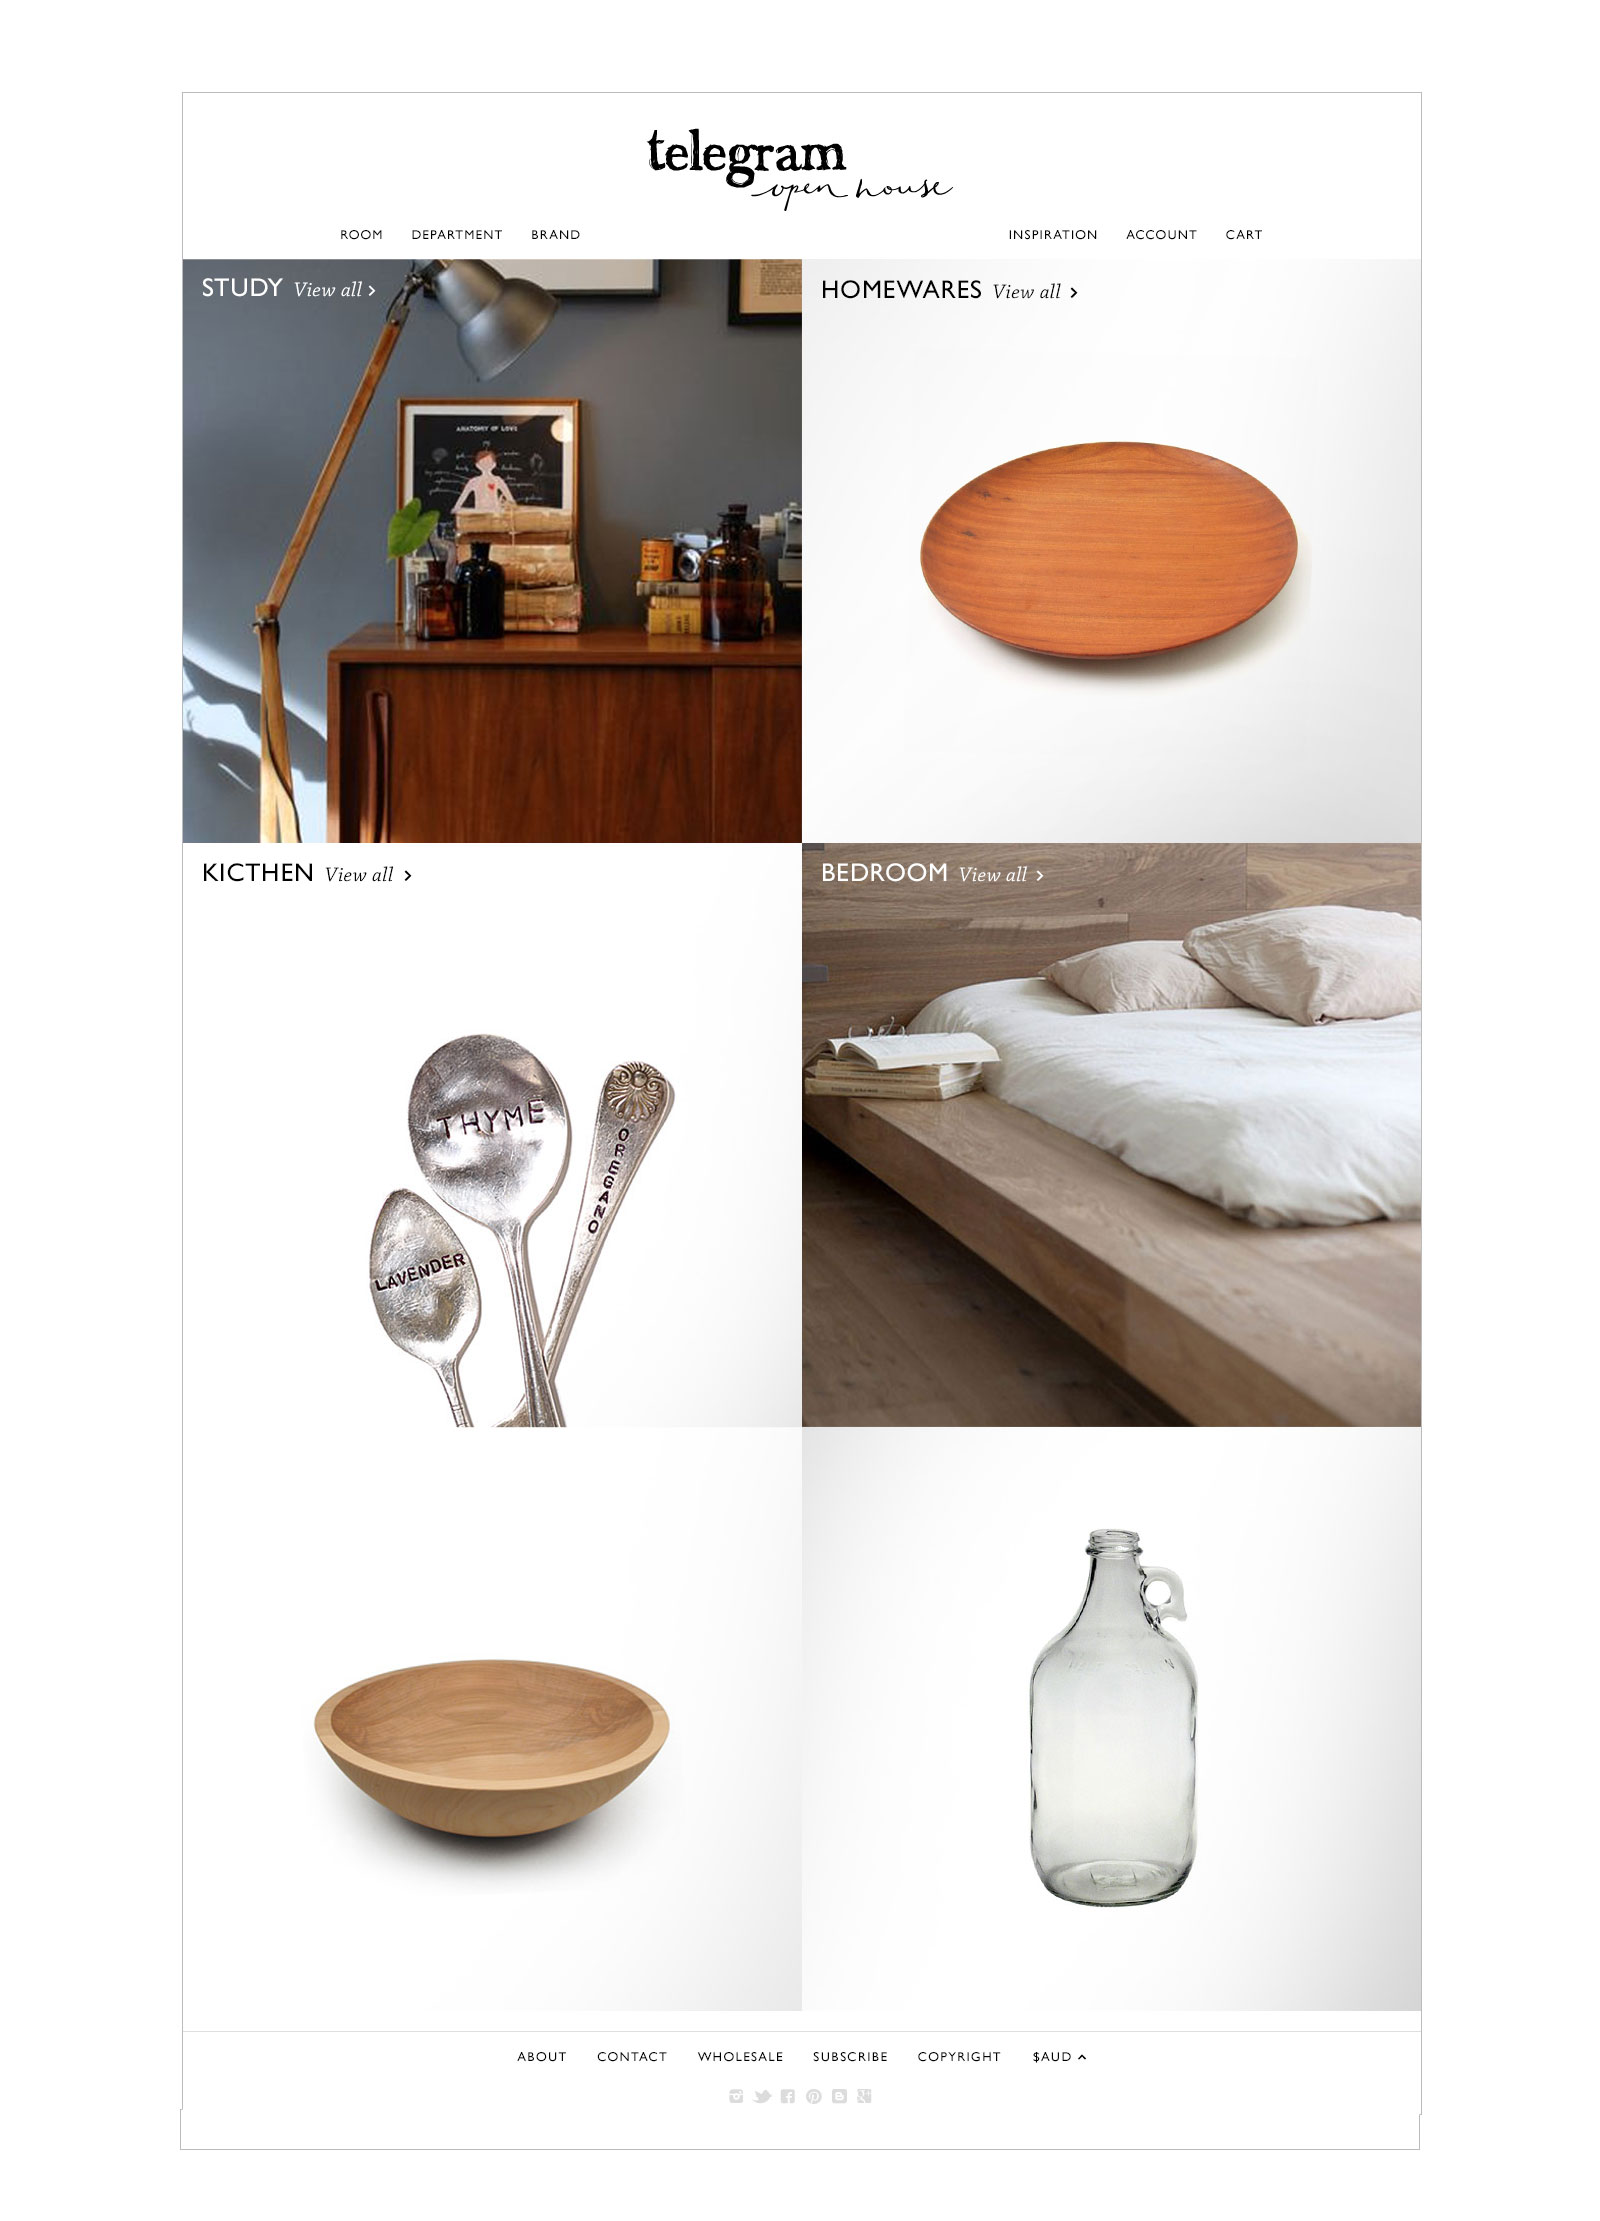 telegram
open house
ROOM DEPARTMENT BRAND INSPIRATION ACCOUNT CART
STUDY View all >
HOMEWARES View all >
ANATOMY OF LOVE
KICTHEN View all >
BEDROOM View all >
THYME
OREGANO
LAVENDER
ABOUT CONTACT WHOLESALE SUBSCRIBE COPYRIGHT $AUD